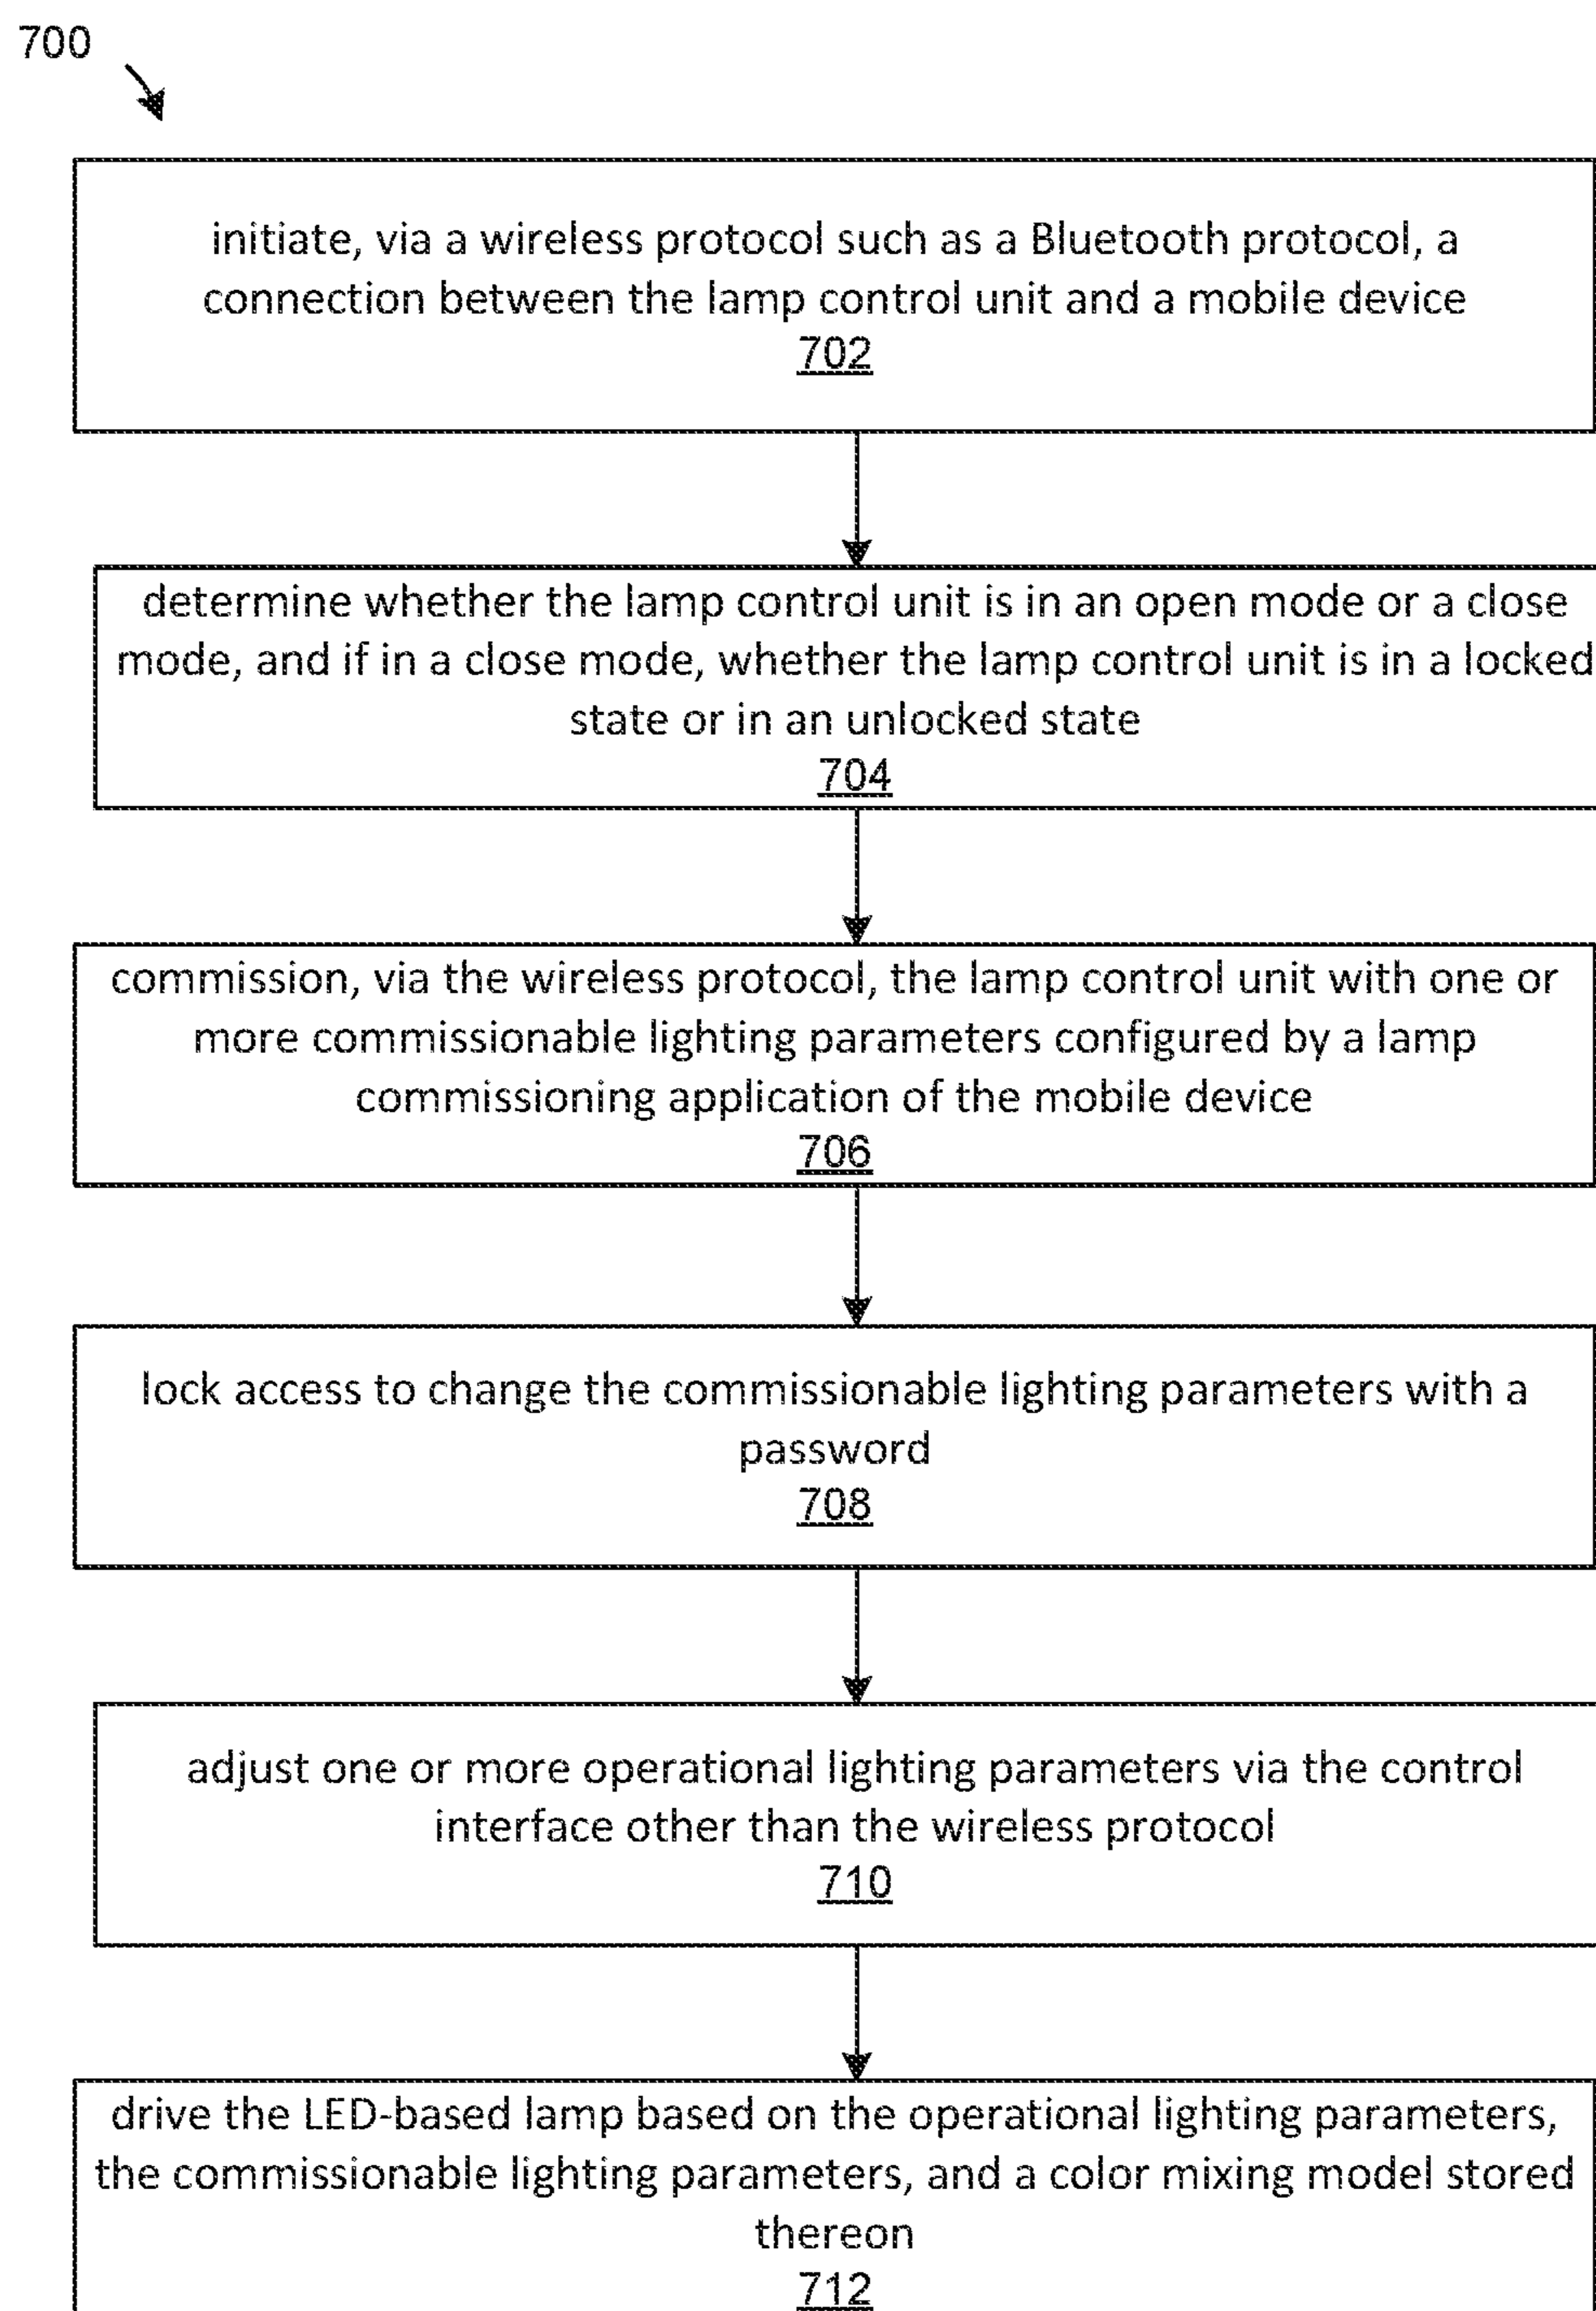 700
initiate, via a wireless protocol such as a Bluetooth protocol, a
connection between the lamp control unit and a mobile device
702
determine whether the lamp control unit is in an open mode or a close
mode, and if in a close mode, whether the lamp control unit is in a locked
state or in an unlocked state
704
commission, via the wireless protocol, the lamp control unit with one or
more commissionable lighting parameters configured by a lamp
commissioning application of the mobile device
706
lock access to change the commissionable lighting parameters with a
password
708
adjust one or more operational lighting parameters via the control
interface other than the wireless protocol
710
drive the LED-based lamp based on the operational lighting parameters,
the commissionable lighting parameters, and a color mixing model stored
thereon
712